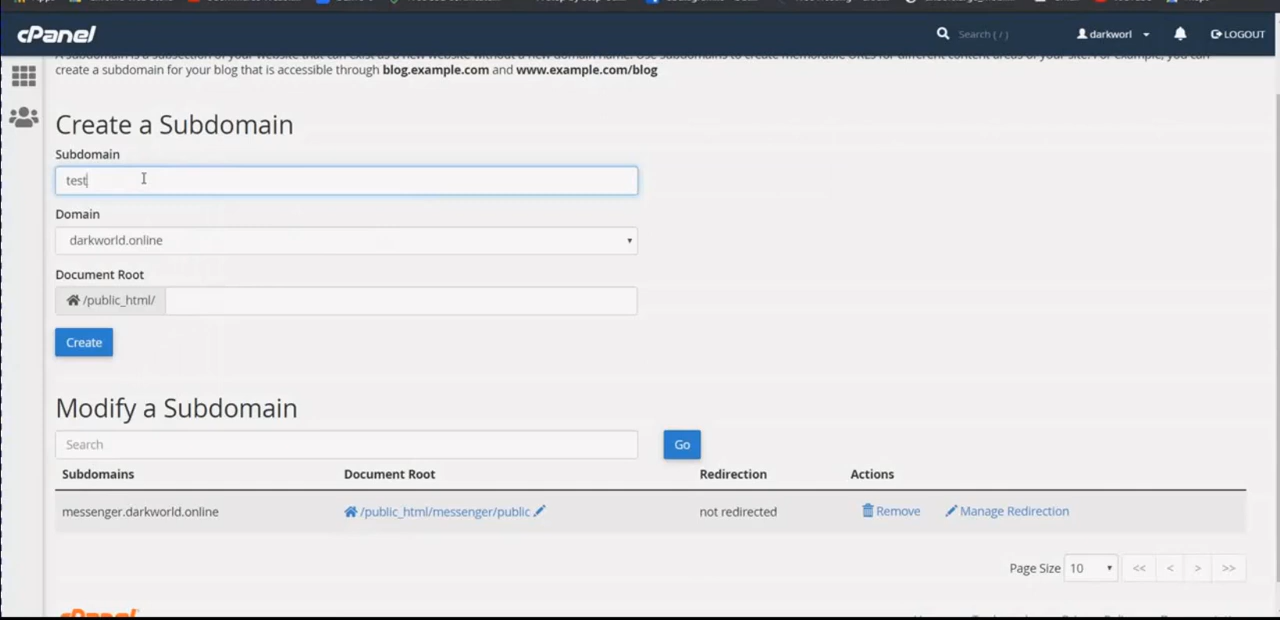 cPanel
Search ( / )
darkworl
LOGOUT
create a subdomain for your blog that is accessible through blog.example.com and www.example.com/blog
Create a Subdomain
Subdomain
test
Domain
darkworld.online
Document Root
/public_html/
Create
Modify a Subdomain
Search
Go
Subdomains Document Root Redirection Actions
messenger.darkworld.online /public_html/messenger/public not redirected Remove Manage Redirection
Page Size 10 << < > >>
cPanel